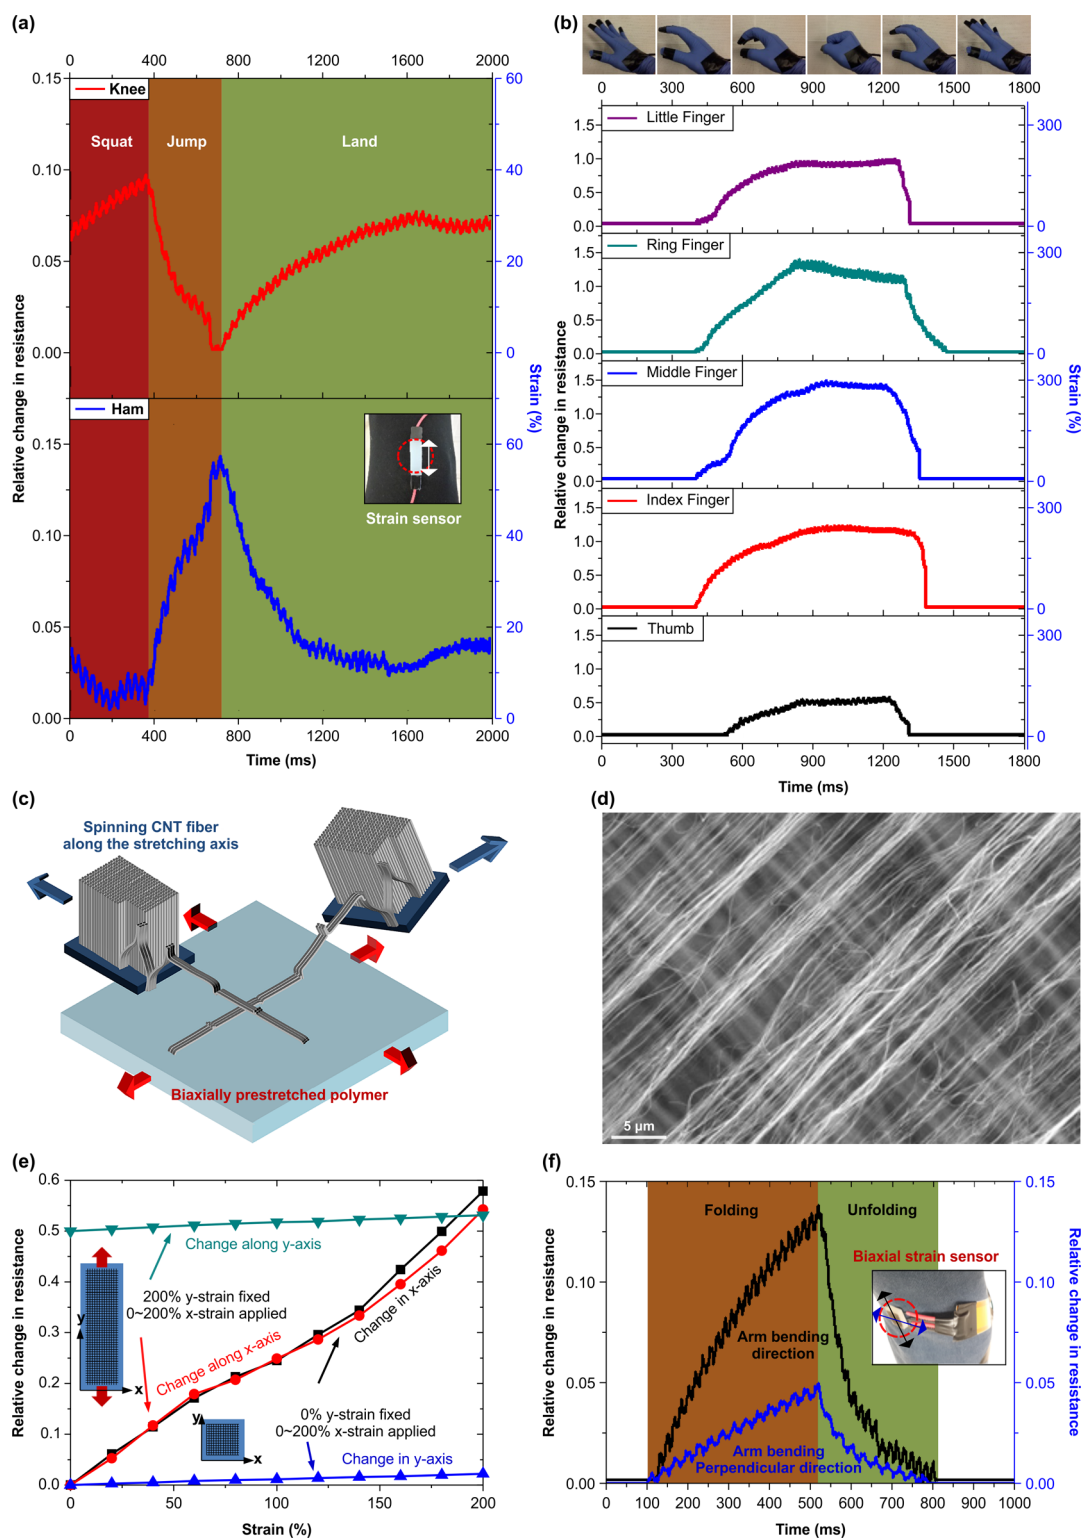 (a)
0 400 800 1200 1600 2000
0.15
0.10
0.05
0.00
60
40
20
0
Knee
Squat Jump Land
Relative change in resistance
Strain (%)
Ham
0.15
0.10
0.05
0.00
60
40
20
0
Strain sensor
0 400 800 1200 1600 2000
Time (ms)
(b)
0 300 600 900 1200 1500 1800
Little Finger
1.5
1.0
0.5
0.0
300
0
Ring Finger
1.5
1.0
0.5
0.0
300
0
Middle Finger
1.5
1.0
0.5
0.0
300
0
Index Finger
1.5
1.0
0.5
0.0
300
0
Thumb
1.5
1.0
0.5
0.0
300
0
Relative change in resistance
Strain (%)
0 300 600 900 1200 1500 1800
Time (ms)
(c)
Spinning CNT fiber
along the stretching axis
Biaxially prestretched polymer
(d)
5 µm
(e)
0.6
0.5
0.4
0.3
0.2
0.1
0.0
Relative change in resistance
Change along y-axis
200% y-strain fixed
0~200% x-strain applied
Change along x-axis
Change in x-axis
y
x
y
x
0% y-strain fixed
0~200% x-strain applied
Change in y-axis
0 50 100 150 200
Strain (%)
(f)
0.15
0.10
0.05
0.00
Relative change in resistance
Folding Unfolding
Biaxial strain sensor
Arm bending
direction
Arm bending
Perpendicular direction
0.15
0.10
0.05
0.00
Relative change in
resistance
0 100 200 300 400 500 600 700 800 900 1000
Time (ms)